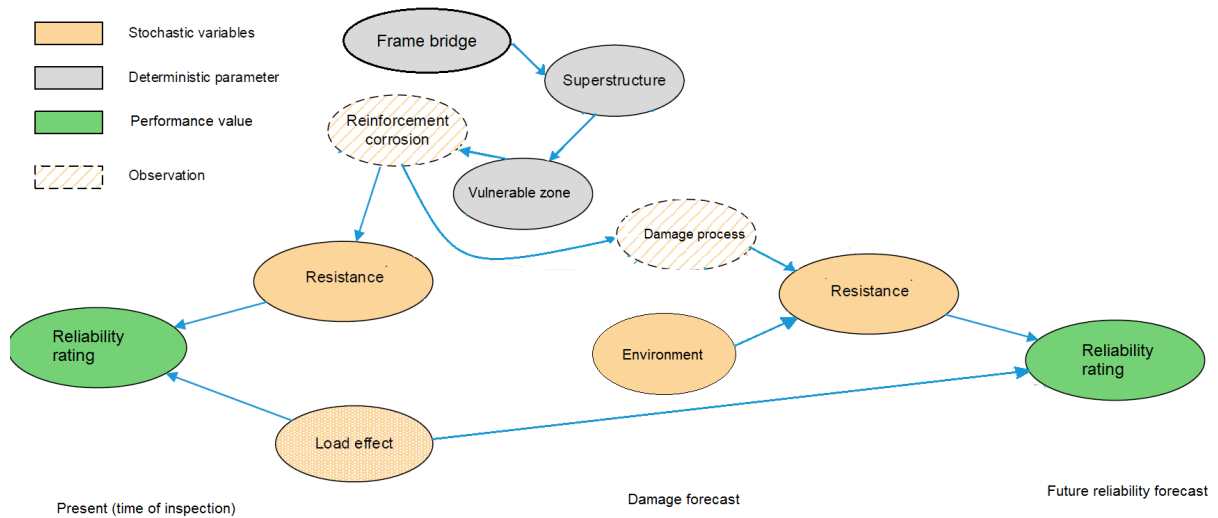 Stochastic variables
Deterministic parameter
Performance value
Observation
Frame bridge
Superstructure
Reinforcement
corrosion
Vulnerable zone
Damage process
Resistance
Resistance
Reliability
rating
Environment
Reliability
rating
Load effect
Present (time of inspection)
Damage forecast
Future reliability forecast